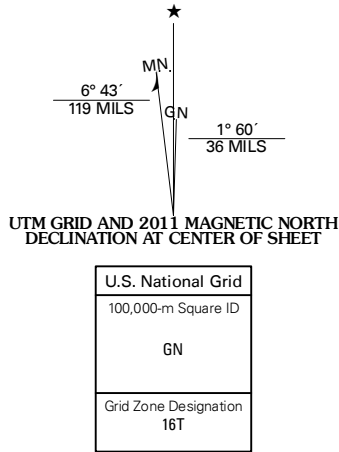 ★
MN.
6° 43´
119 MILS
GN
1° 60´
36 MILS
UTM GRID AND 2011 MAGNETIC NORTH
DECLINATION AT CENTER OF SHEET
U.S. National Grid
100,000-m Square ID
GN
Grid Zone Designation
16T